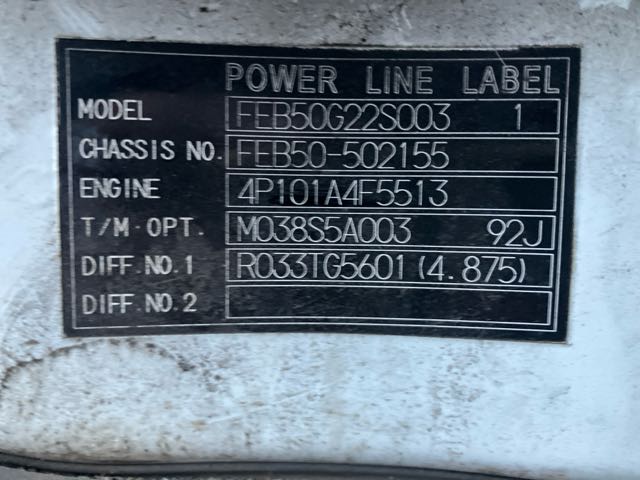 POWER LINE LABEL
MODEL FEB50G22S003 1
CHASSIS NO. FEB50-502155
ENGINE 4P101A4F5513
T/M·OPT. M038S5A003 92J
DIFF.NO.1 R033TG5601(4.875)
DIFF.NO.2